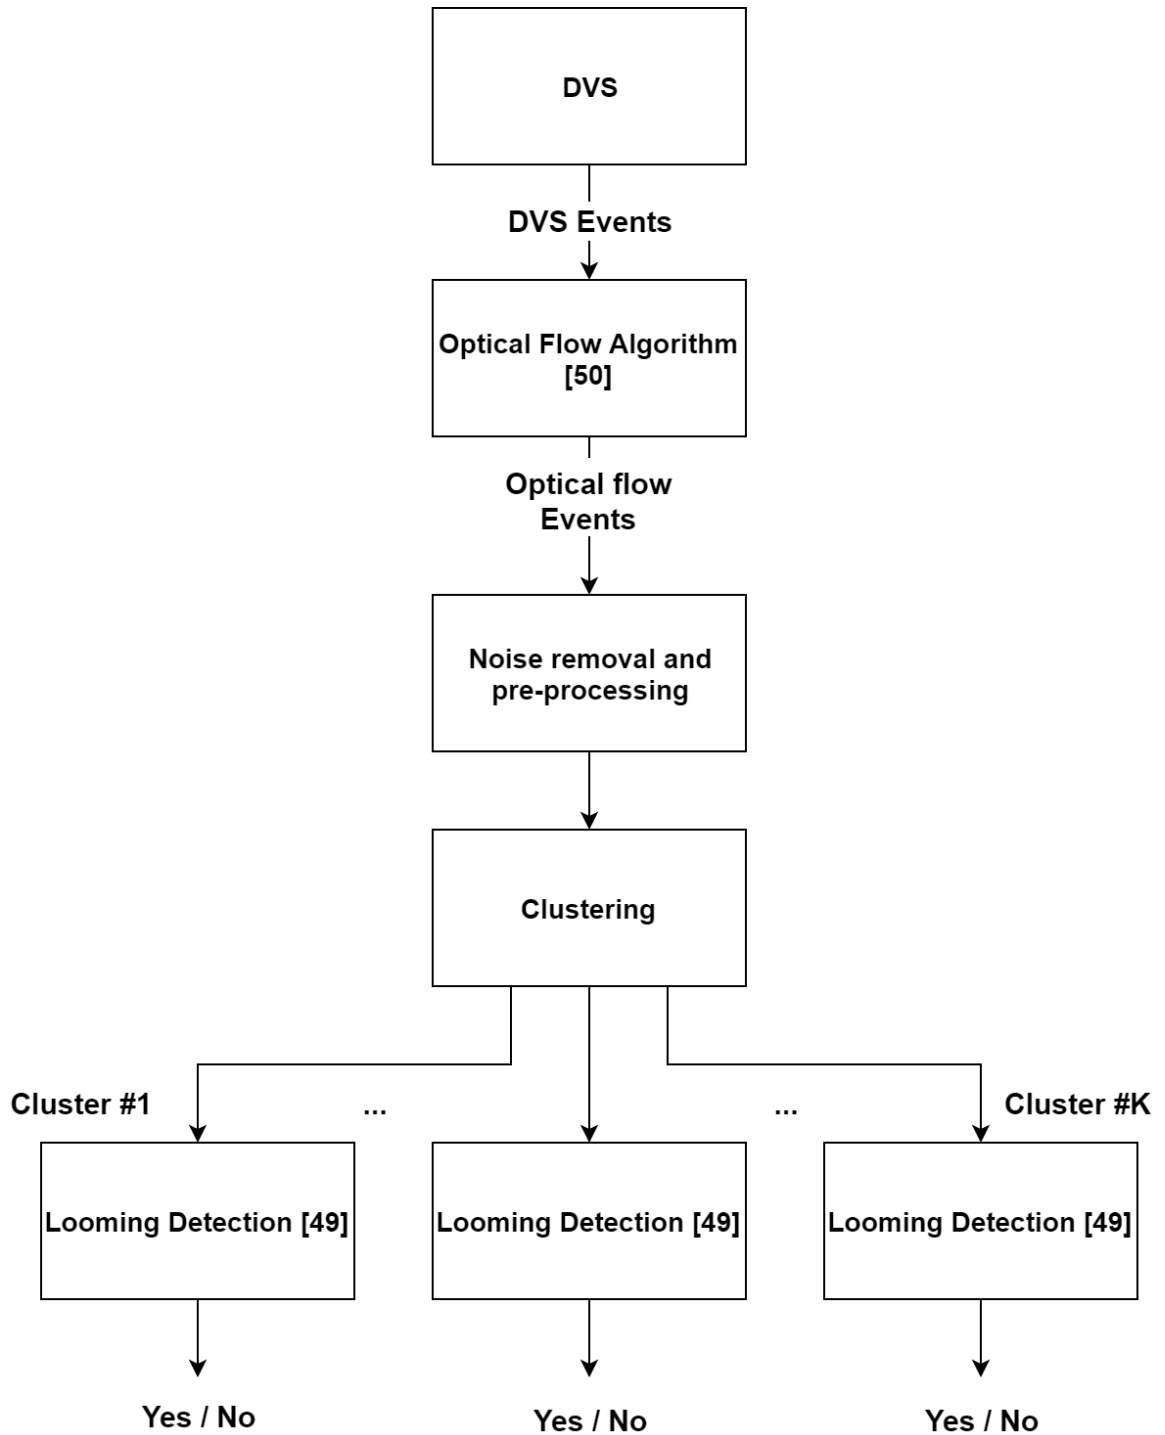 DVS
DVS Events
Optical Flow Algorithm
[50]
Optical flow
Events
Noise removal and
pre-processing
Clustering
Cluster #1
...
...
Cluster #K
Looming Detection [49]
Looming Detection [49]
Looming Detection [49]
Yes / No
Yes / No
Yes / No